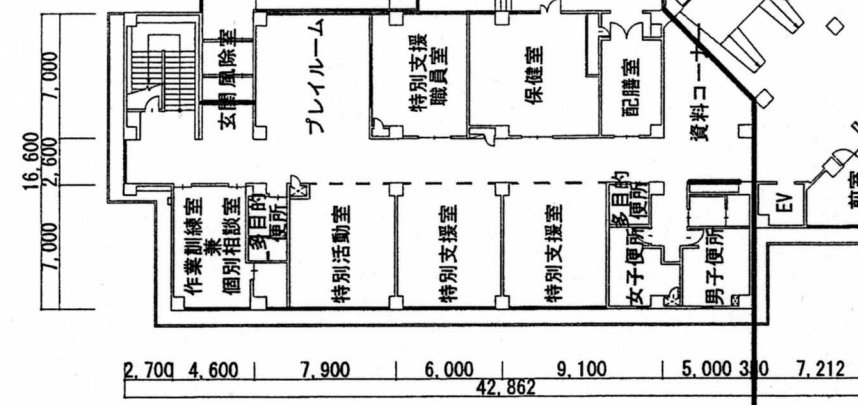 玄関
風除室
プレイルーム
特別支援
職員室
保健室
配膳室
資料コーナ
7,000
2,600
7,000
16,600
作業訓練室
兼
個別相談室
多目的
便所
特別活動室
特別支援室
特別支援室
多目的
便所
女子便所
男子便所
EV
前室
2,700
4,600
7,900
6,000
9,100
5,000
7,212
42,862